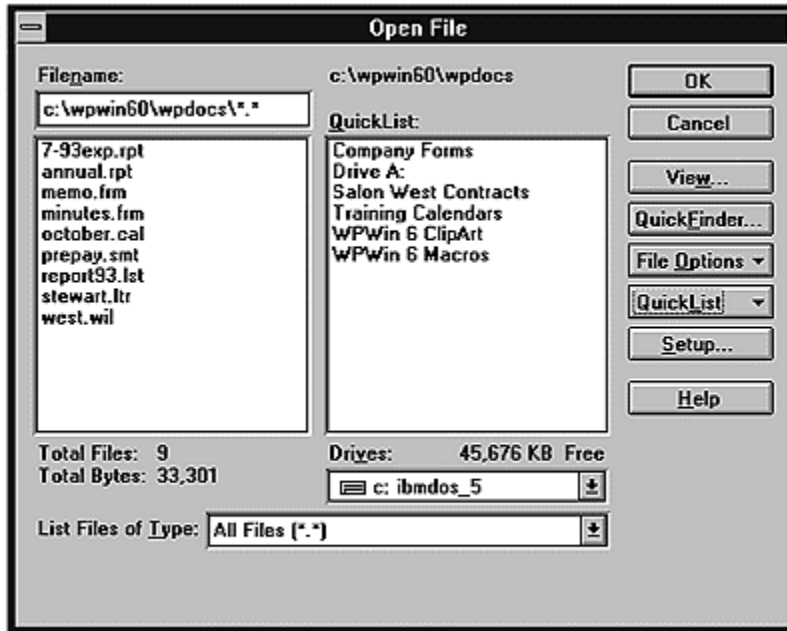 Open File
Filename:
c:\wpwin60\wpdocs\*.*
7-93exp.rpt
annual.rpt
memo.frm
minutes.frm
october.cal
prepay.smt
report93.lst
stewart.ltr
west.wil
Total Files: 9
Total Bytes: 33,301
c:\wpwin60\wpdocs
QuickList:
Company Forms
Drive A:
Salon West Contracts
Training Calendars
WPWin 6 ClipArt
WPWin 6 Macros
Drives: 45,676 KB Free
c: ibmdos_5
List Files of Type: All Files (*.*)
OK
Cancel
View...
QuickFinder...
File Options
QuickList
Setup...
Help